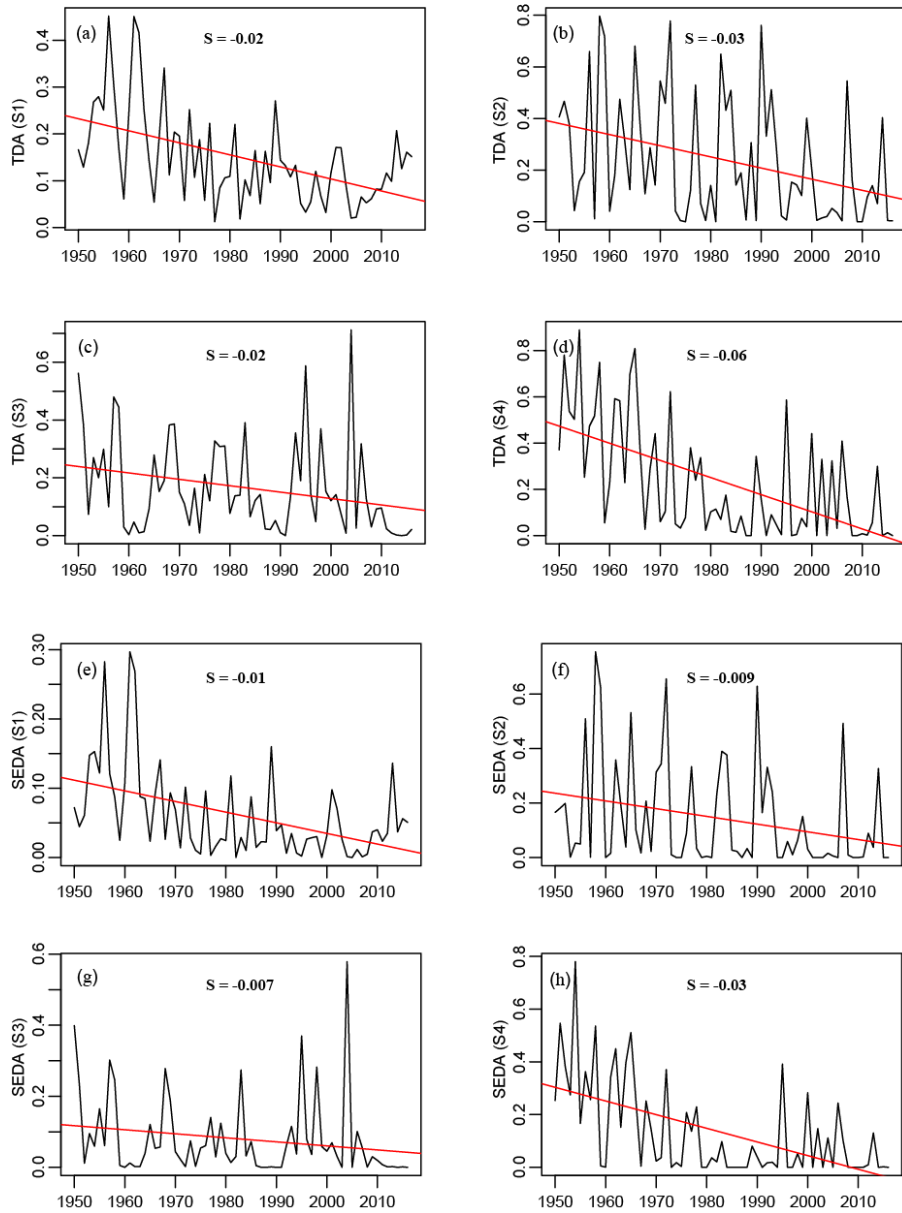 (a) S = -0.02
TDA (S1)
0.4
0.3
0.2
0.1
0.0
1950 1960 1970 1980 1990 2000 2010
(b) S = -0.03
TDA (S2)
0.8
0.6
0.4
0.2
0.0
1950 1960 1970 1980 1990 2000 2010
(c) S = -0.02
TDA (S3)
0.6
0.4
0.2
0.0
1950 1960 1970 1980 1990 2000 2010
(d) S = -0.06
TDA (S4)
0.8
0.6
0.4
0.2
0.0
1950 1960 1970 1980 1990 2000 2010
(e) S = -0.01
SEDA (S1)
0.30
0.20
0.10
0.00
1950 1960 1970 1980 1990 2000 2010
(f) S = -0.009
SEDA (S2)
0.6
0.4
0.2
0.0
1950 1960 1970 1980 1990 2000 2010
(g) S = -0.007
SEDA (S3)
0.6
0.4
0.2
0.0
1950 1960 1970 1980 1990 2000 2010
(h) S = -0.03
SEDA (S4)
0.8
0.6
0.4
0.2
0.0
1950 1960 1970 1980 1990 2000 2010